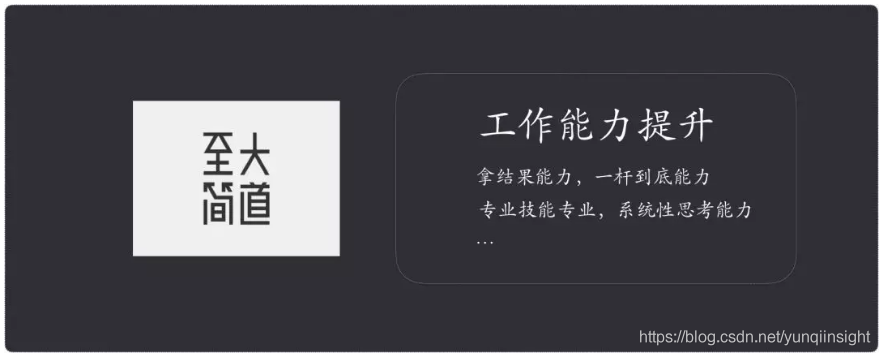 至大
简道
工作能力提升
拿结果能力，一杆到底能力
专业技能专业，系统性思考能力
...
https://blog.csdn.net/yunqiinsight